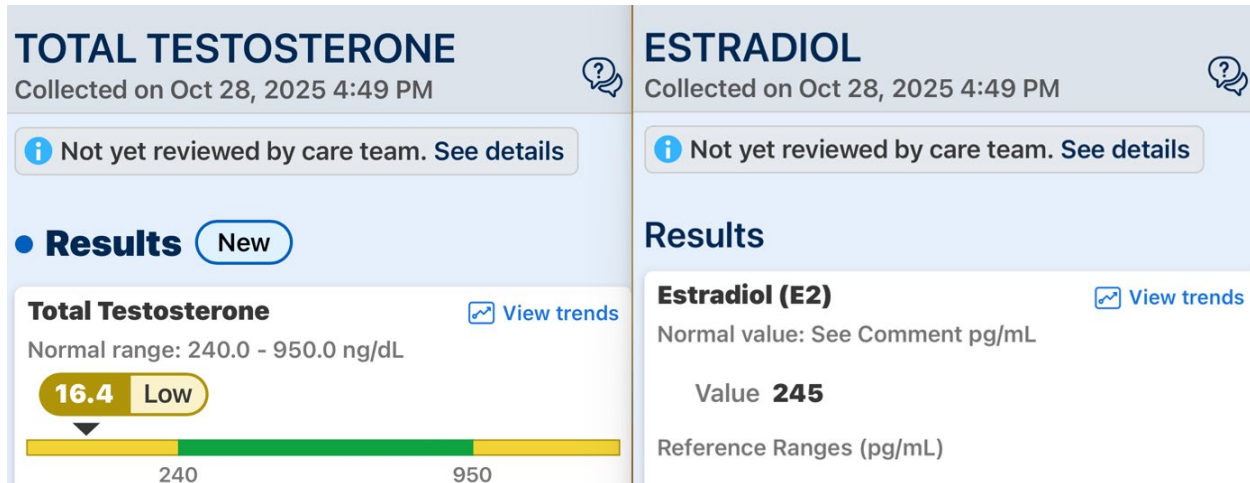 TOTAL TESTOSTERONE
Collected on Oct 28, 2025 4:49 PM
Not yet reviewed by care team. See details
Results New
Total Testosterone View trends
Normal range: 240.0 - 950.0 ng/dL
16.4 Low
240 950
ESTRADIOL
Collected on Oct 28, 2025 4:49 PM
Not yet reviewed by care team. See details
Results
Estradiol (E2) View trends
Normal value: See Comment pg/mL
Value 245
Reference Ranges (pg/mL)